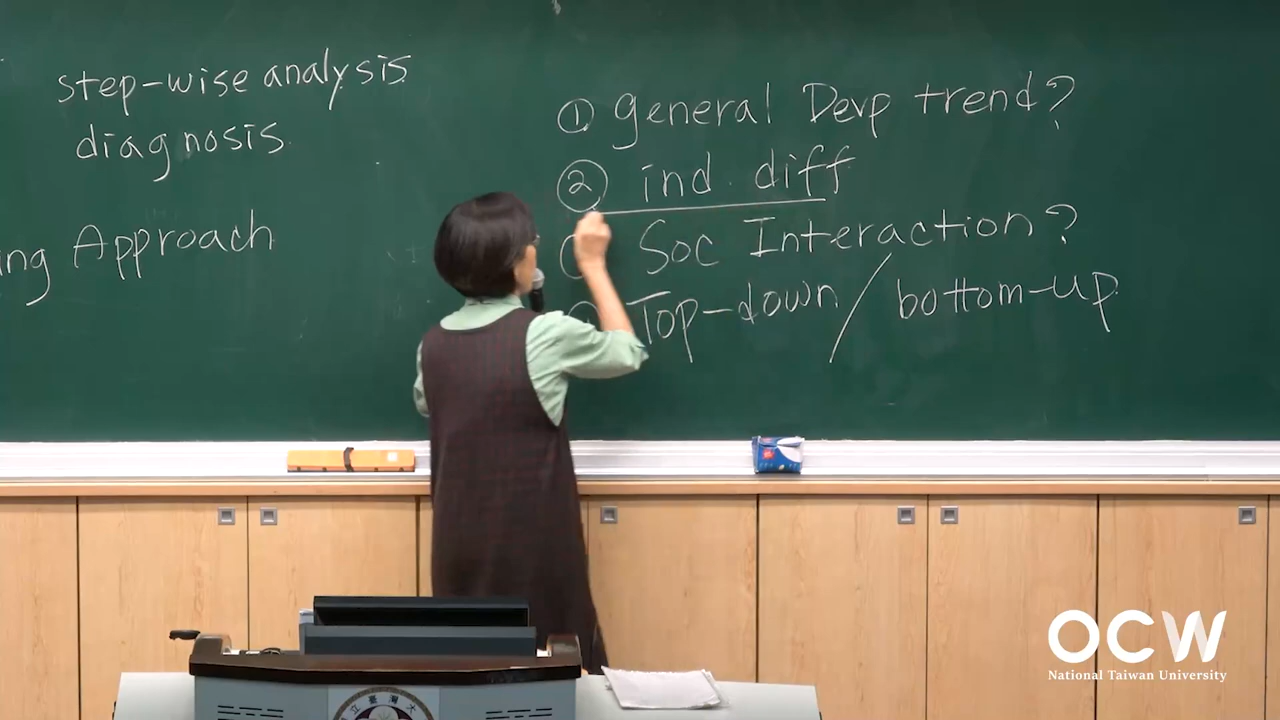 step-wise analysis
diagnosis
ing Approach
① general Devp trend?
② ind. diff
Soc Interaction?
Top-down / bottom-up
OCW
National Taiwan University